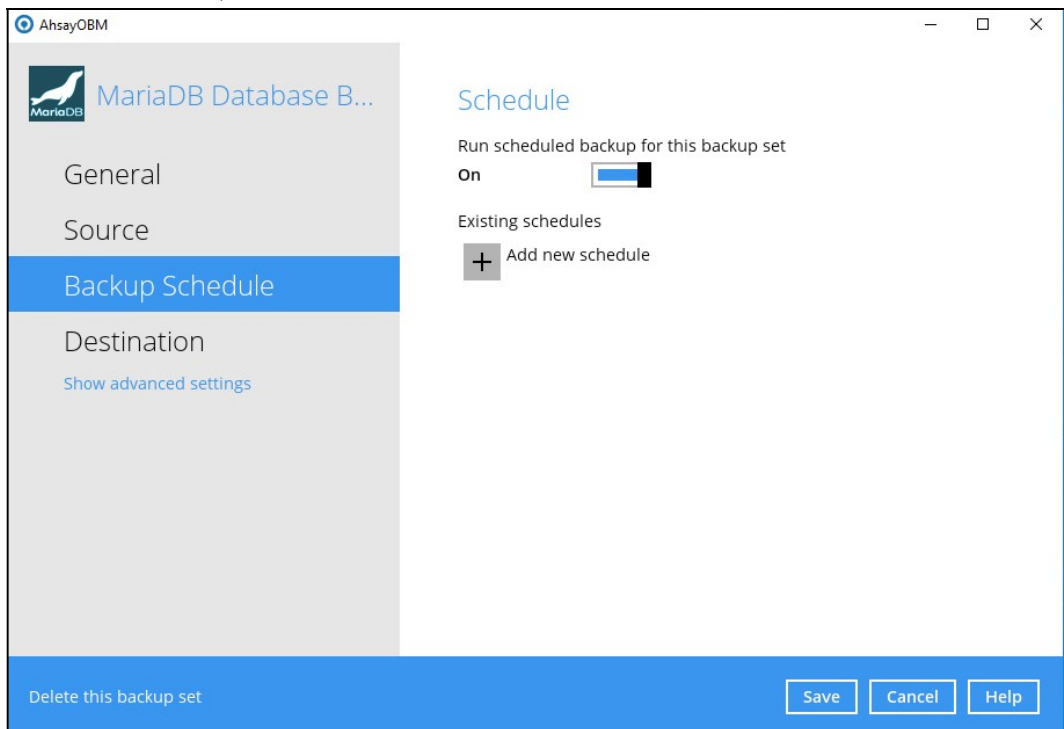 AhsayOBM
MariaDB
MariaDB Database B...
General
Source
Backup Schedule
Destination
Show advanced settings
Schedule
Run scheduled backup for this backup set
On
Existing schedules
+ Add new schedule
Delete this backup set
Save
Cancel
Help